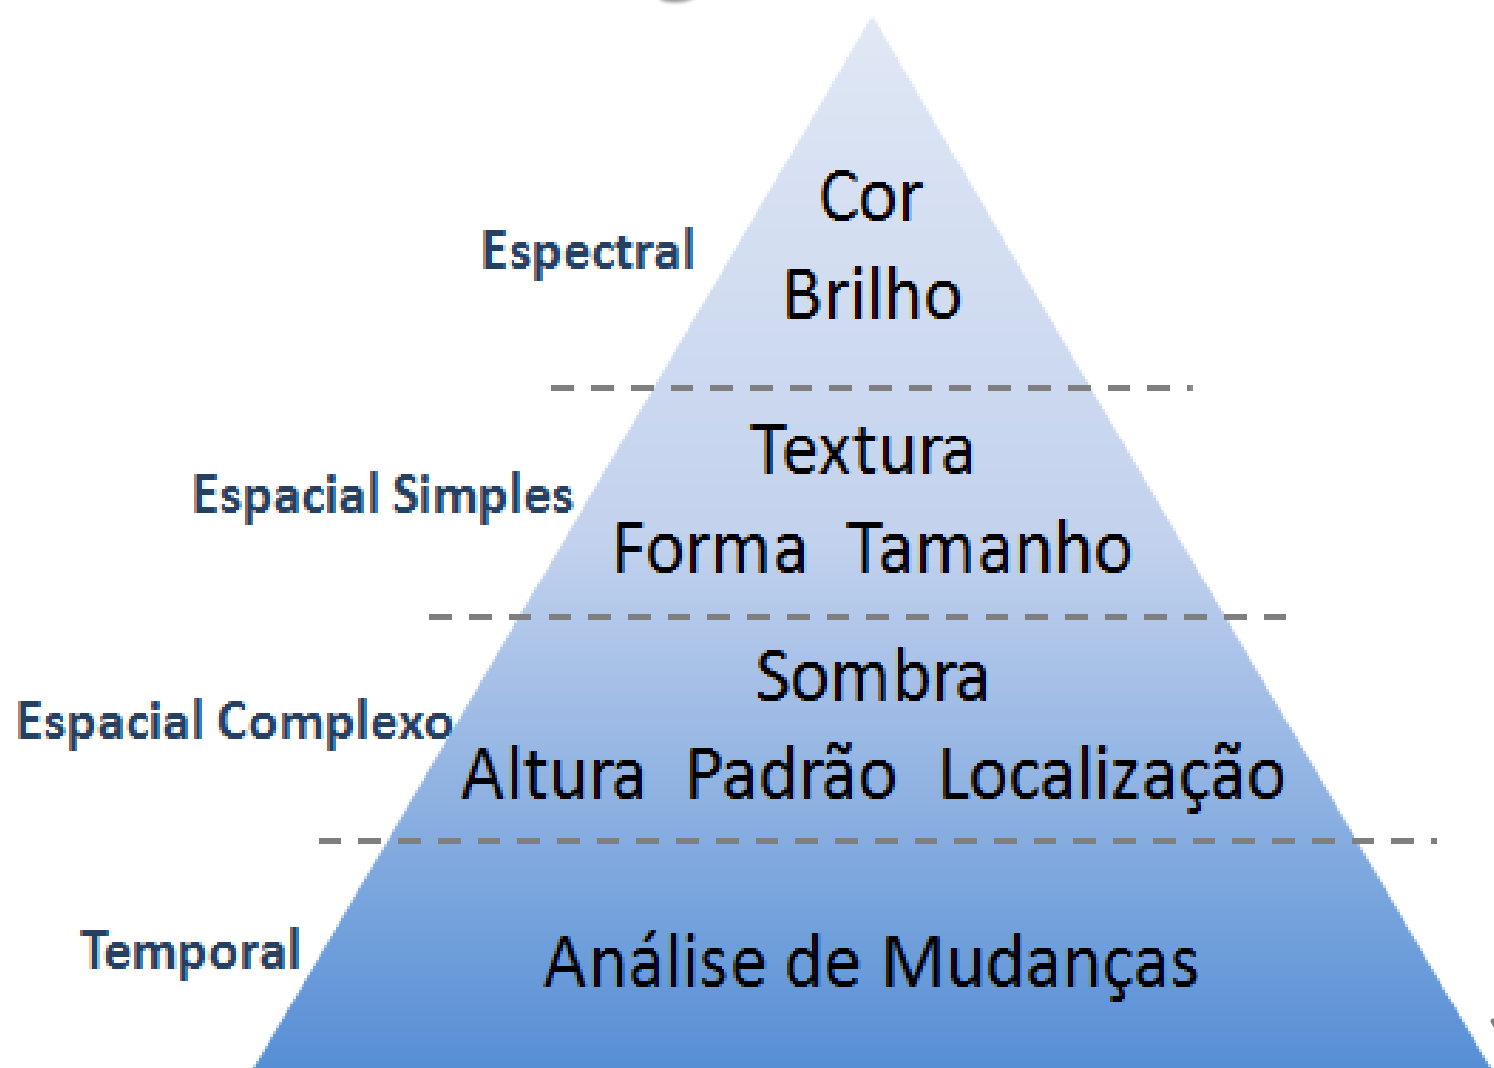 Cor
Espectral
Brilho
Textura
Espacial Simples
Forma Tamanho
Sombra
Espacial Complexo
Altura Padrão Localização
Temporal
Análise de Mudanças